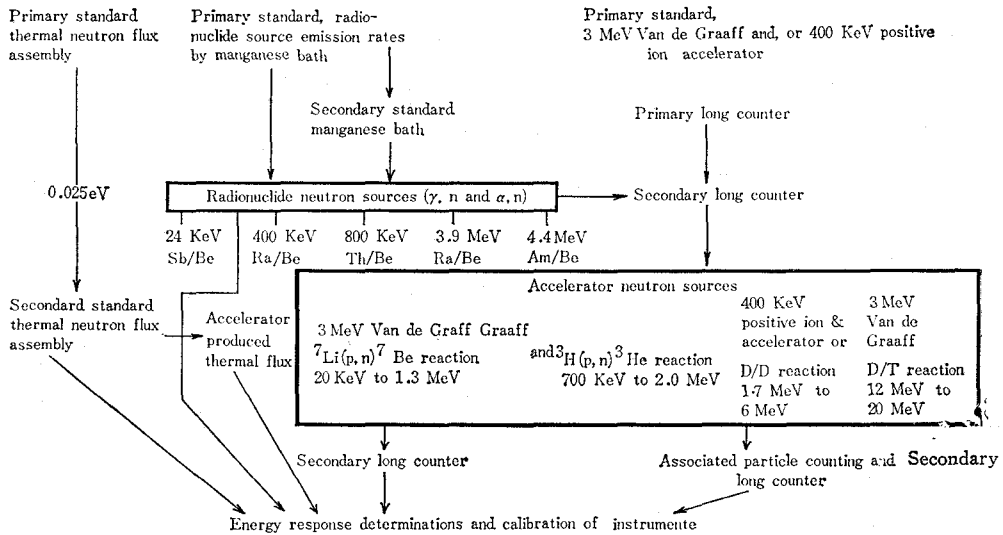 Primary standard
thermal neutron flux
assembly
Primary standard, radio-
nuclide source emission rates
by manganese bath
Primary standard,
3 MeV Van de Graaff and, or 400 KeV positive
ion accelerator
Secondary standard
manganese bath
Primary long counter
0.025eV
Radionuclide neutron sources (γ, n and α, n)
Secondary long counter
24 KeV
Sb/Be
400 KeV
Ra/Be
800 KeV
Th/Be
3.9 MeV
Ra/Be
4.4MeV
Am/Be
Secondard standard
thermal neutron flux
assembly
Accelerator
produced
thermal flux
Accelerator neutron sources
3 MeV Van de Graff Graaff
⁷Li(p, n)⁷ Be reaction
20 KeV to 1.3 MeV
and³H(p, n)³ He reaction
700 KeV to 2.0 MeV
400 KeV
positive ion &
accelerator or
D/D reaction
1.7 MeV to
6 MeV
3 MeV
Van de
Graaff
D/T reaction
12 MeV to
20 MeV
Secondary long counter
Associated particle counting and Secondary
long counter
Energy response determinations and calibration of instrumente